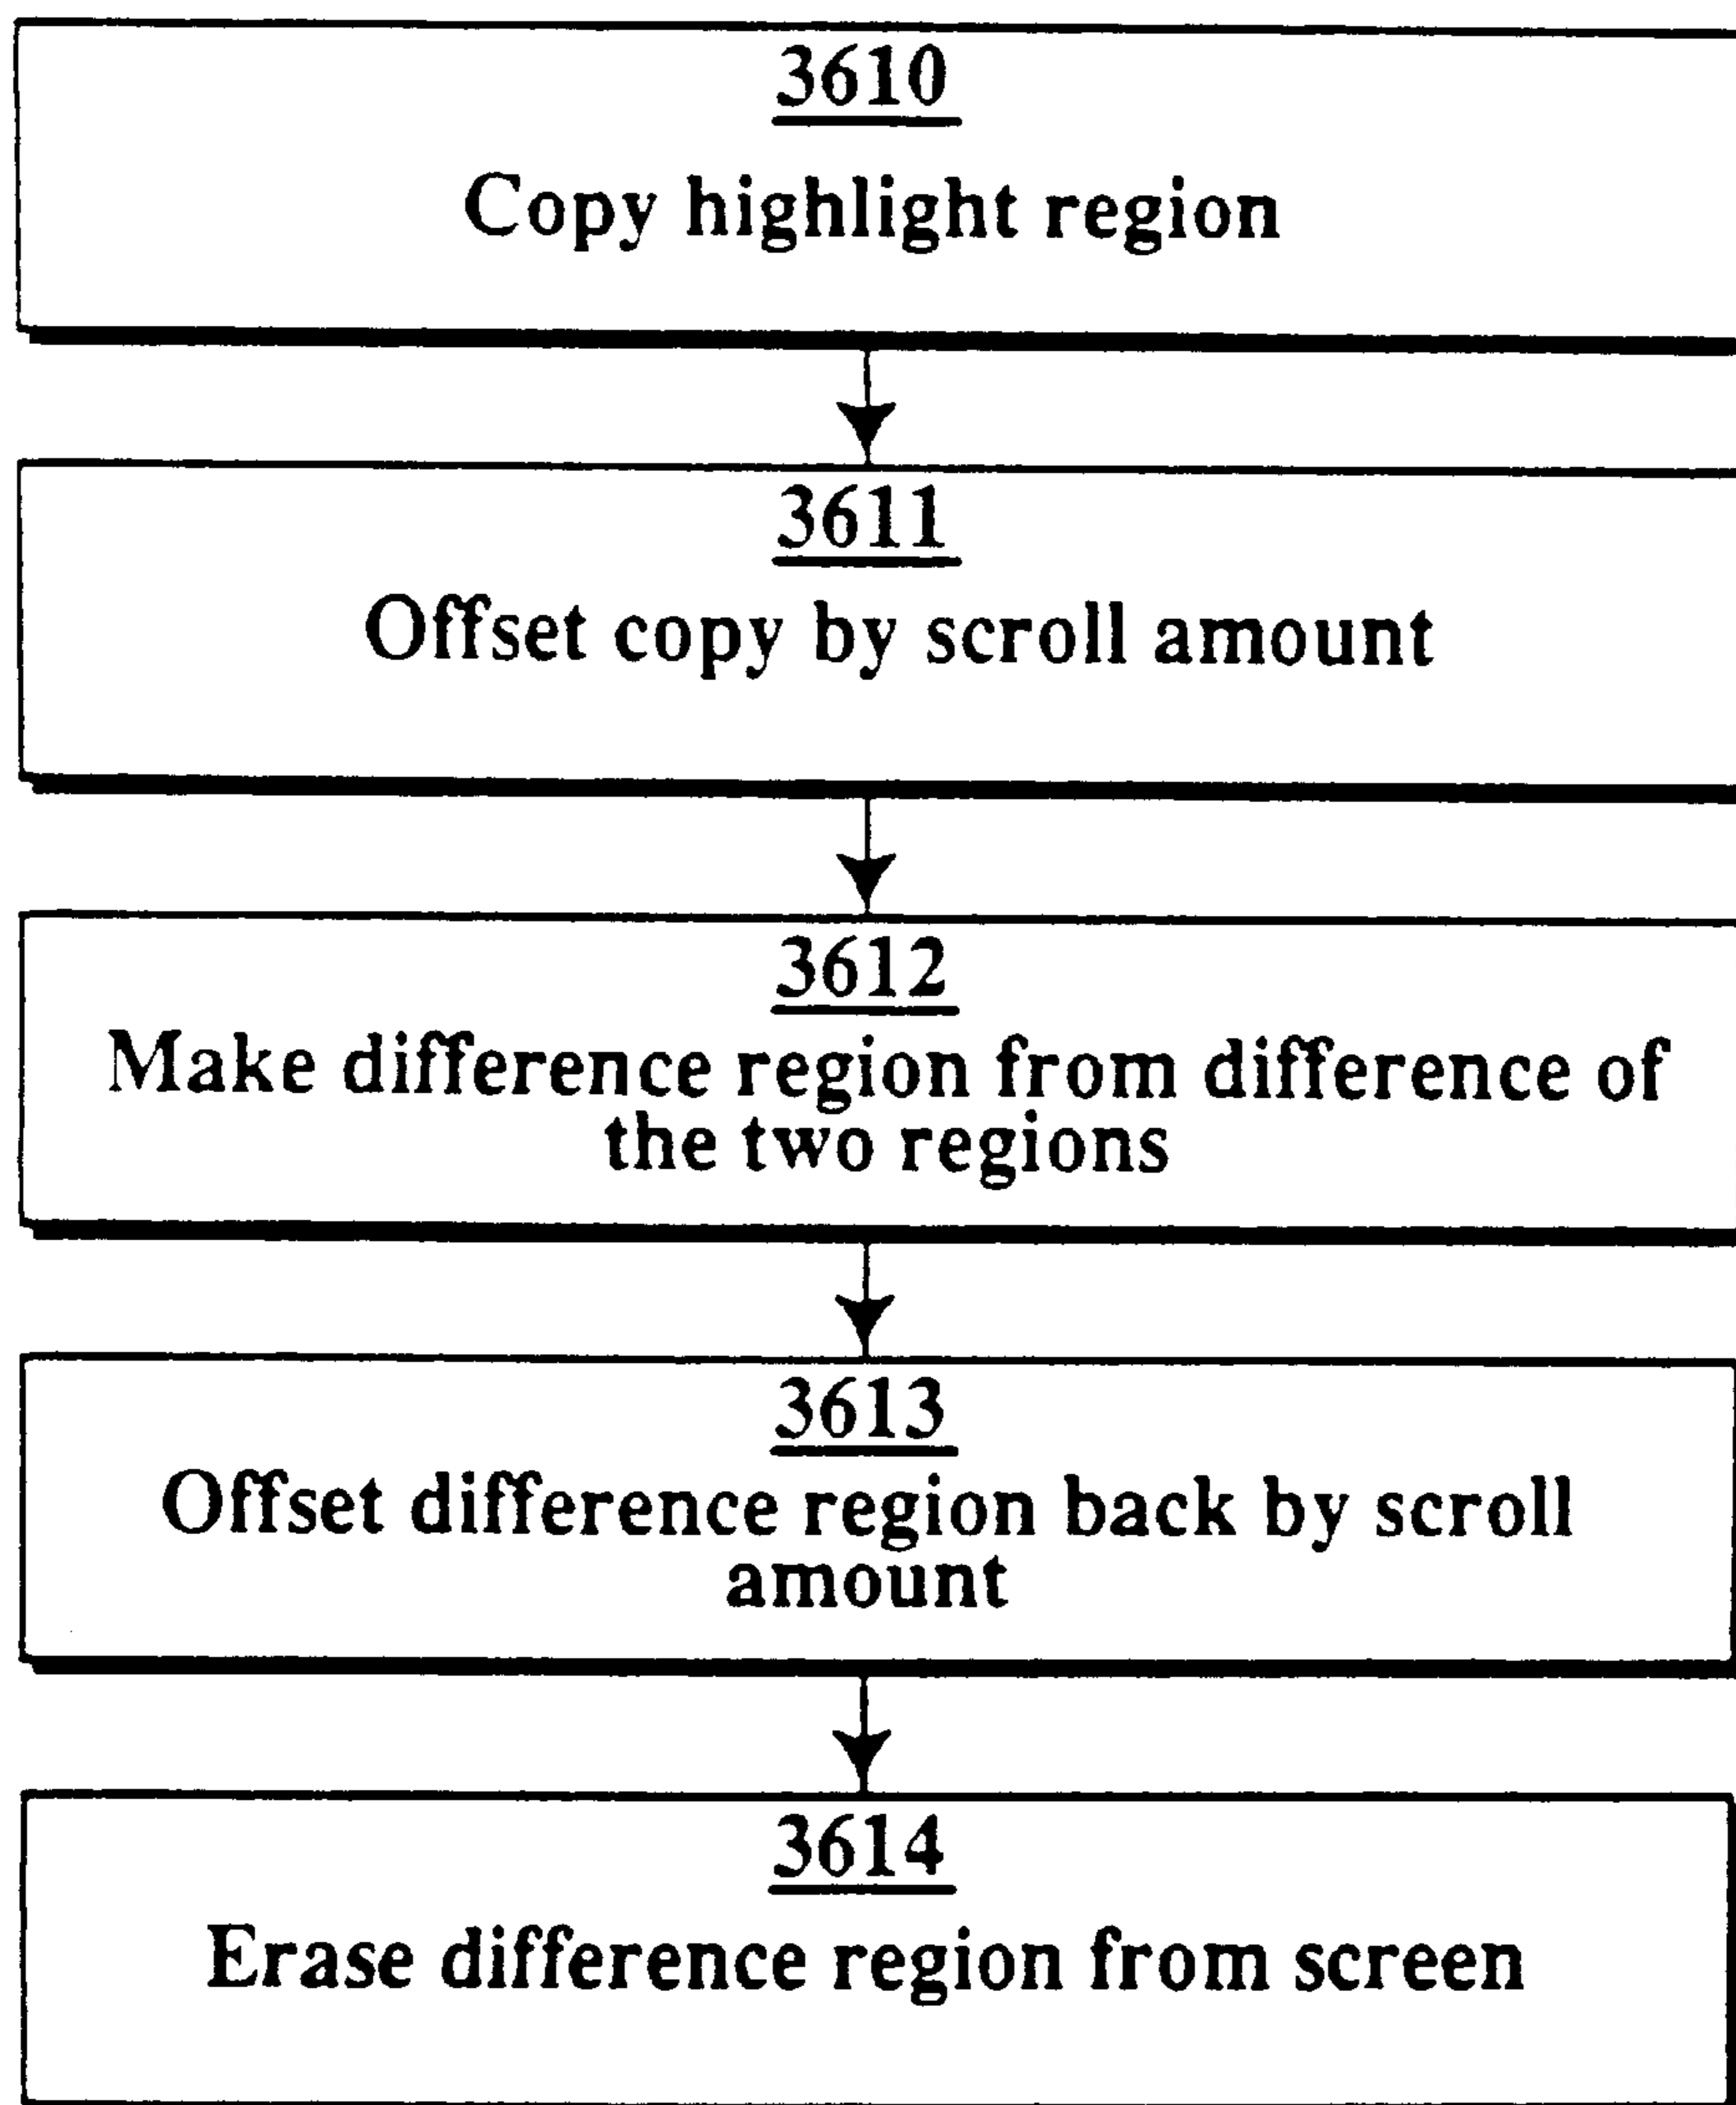 3610
Copy highlight region
3611
Offset copy by scroll amount
3612
Make difference region from difference of
the two regions
3613
Offset difference region back by scroll
amount
3614
Erase difference region from screen